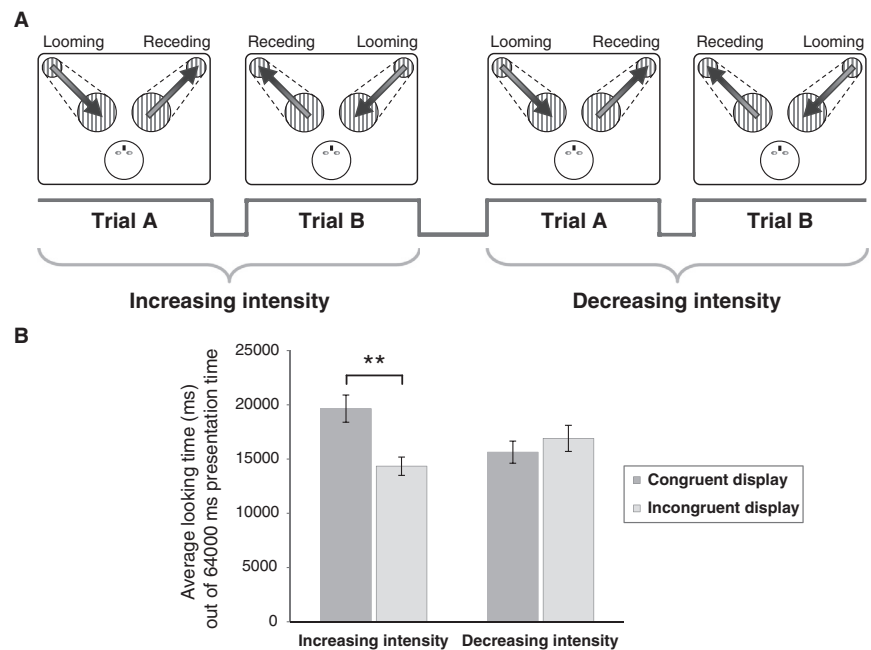 A
Looming Receding Receding Looming Looming Receding Receding Looming
Trial A Trial B Trial A Trial B
Increasing intensity Decreasing intensity
B
Average looking time (ms)
out of 64000 ms presentation time
25000
20000
15000
10000
5000
0
**
Congruent display
Incongruent display
Increasing intensity Decreasing intensity